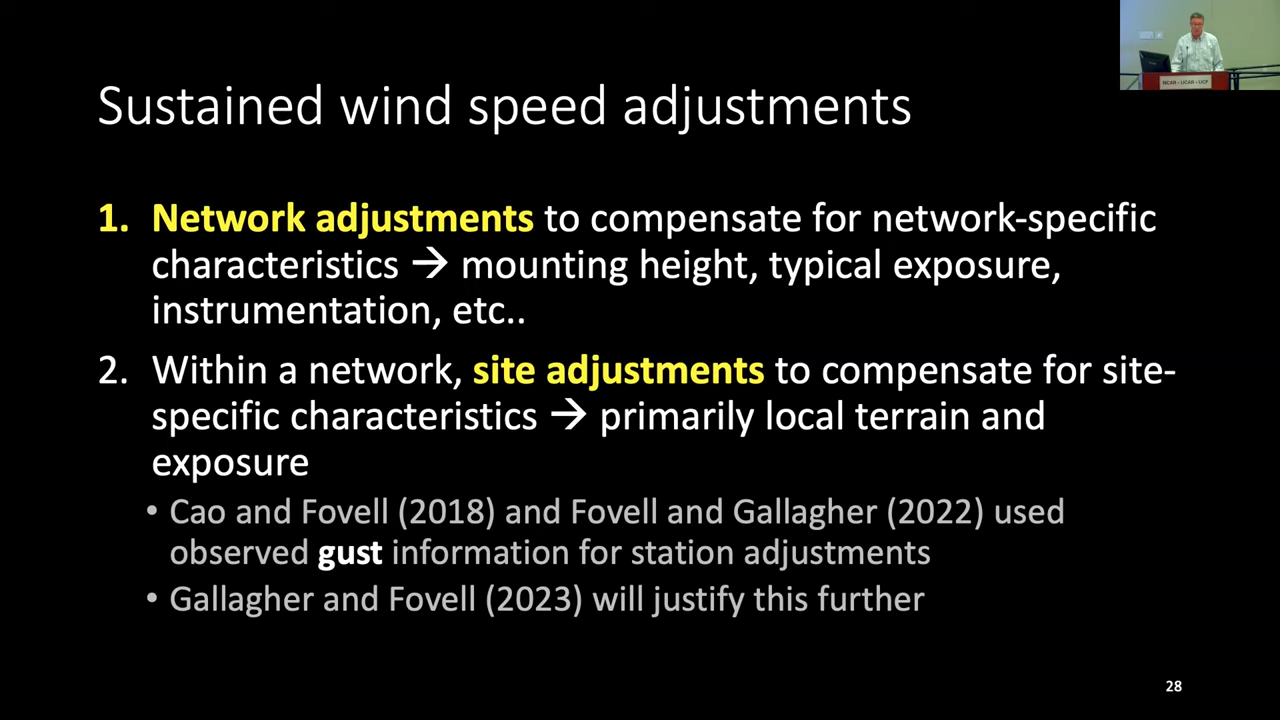 NCAR • UCAR • UCP
Sustained wind speed adjustments
1. Network adjustments to compensate for network-specific
characteristics → mounting height, typical exposure,
instrumentation, etc..
2. Within a network, site adjustments to compensate for site-
specific characteristics → primarily local terrain and
exposure
• Cao and Fovell (2018) and Fovell and Gallagher (2022) used
observed gust information for station adjustments
• Gallagher and Fovell (2023) will justify this further
28